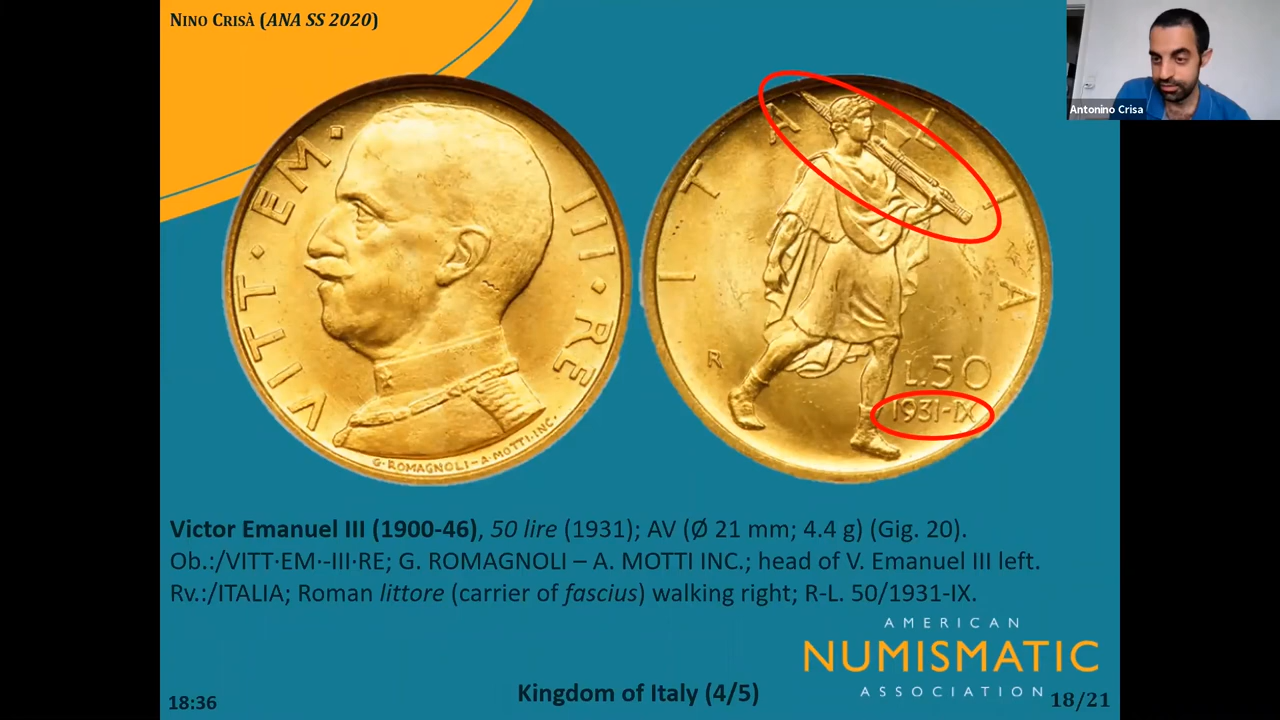 NINO CRISÀ (ANA SS 2020)
Antonino Crisa
VITT·EM·III·RE
G·ROMAGNOLI–A·MOTTI·INC·
ITALIA
R
L.50
1931-IX
Victor Emanuel III (1900-46), 50 lire (1931); AV (Ø 21 mm; 4.4 g) (Gig. 20).
Ob.:/VITT·EM·-III·RE; G. ROMAGNOLI – A. MOTTI INC.; head of V. Emanuel III left.
Rv.:/ITALIA; Roman littore (carrier of fascius) walking right; R-L. 50/1931-IX.
AMERICAN
NUMISMATIC
ASSOCIATION
18:36
Kingdom of Italy (4/5)
18/21